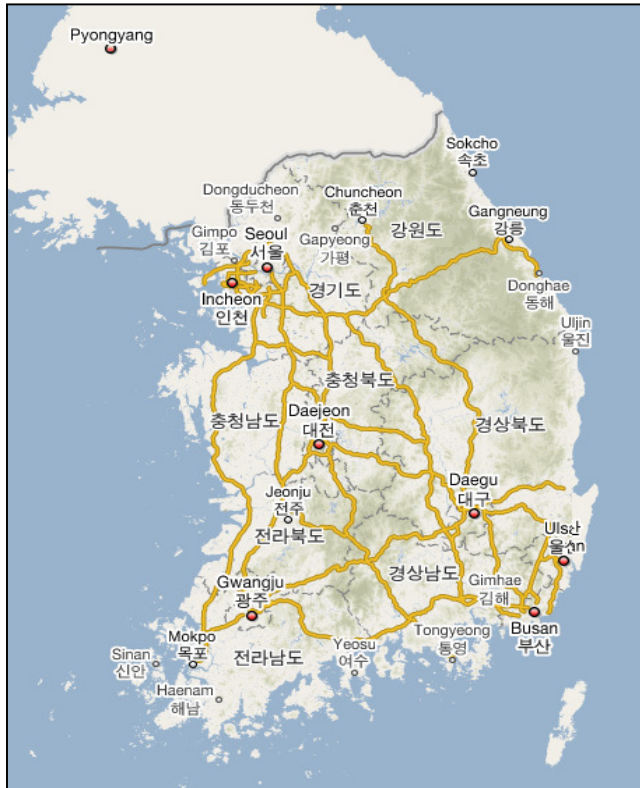 Pyongyang
Sokcho
속초
Dongducheon
동두천
Chuncheon
춘천
Gangneung
강릉
강원도
Gimpo
김포
Seoul
서울
Gapyeong
가평
Donghae
동해
Incheon
인천
경기도
Uljin
울진
충청북도
충청남도
Daejeon
대전
경상북도
Daegu
대구
Jeonju
전주
전라북도
Ulsan
울산
경상남도
Gwangju
광주
Gimhae
김해
Busan
부산
Mokpo
목포
Sinan
신안
전라남도
Yeosu
여수
Tongyeong
통영
Haenam
해남